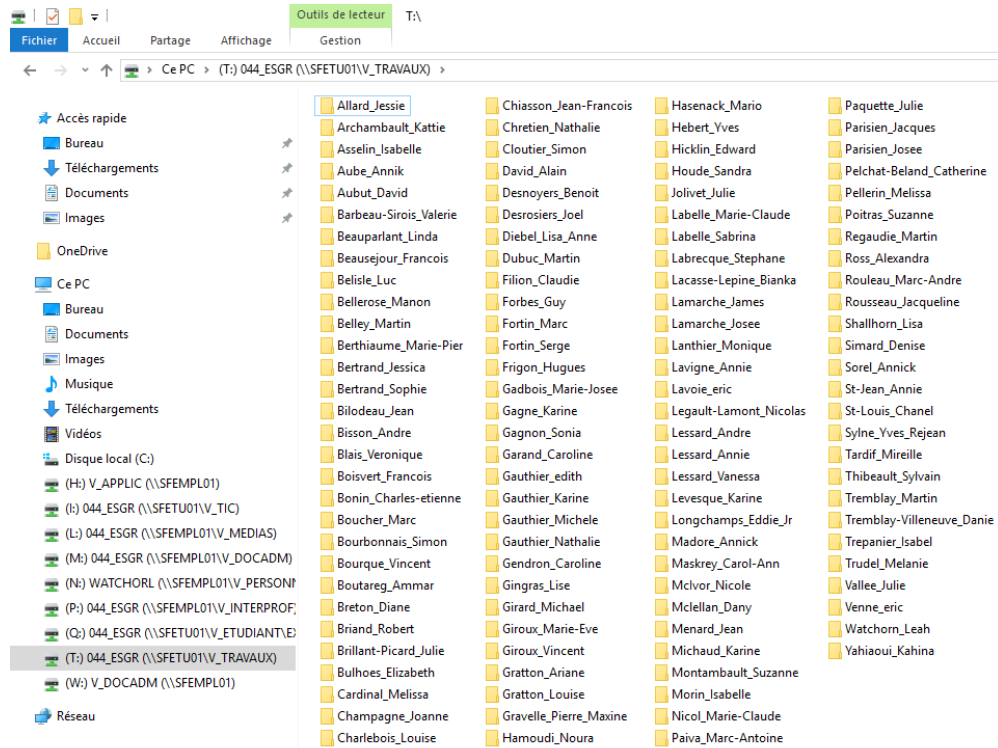 Outils de lecteur T:\
Fichier Accueil Partage Affichage Gestion
Ce PC > (T:) 044_ESGR (\\SFETU01\V_TRAVAUX) >
Accès rapide
Bureau
Téléchargements
Documents
Images
OneDrive
Ce PC
Bureau
Documents
Images
Musique
Téléchargements
Vidéos
Disque local (C:)
(H:) V_APPLIC (\\SFEMPL01)
(I:) 044_ESGR (\\SFETU01\V_TIC)
(L:) 044_ESGR (\\SFEMPL01\V_MEDIAS)
(M:) 044_ESGR (\\SFEMPL01\V_DOCADM)
(N:) WATCHORL (\\SFEMPL01\V_PERSONN
(P:) 044_ESGR (\\SFEMPL01\V_INTERPROF)
(Q:) 044_ESGR (\\SFETU01\V_ETUDIANT\E
(T:) 044_ESGR (\\SFETU01\V_TRAVAUX)
(W:) V_DOCADM (\\SFEMPL01)
Réseau
Allard_Jessie
Archambault_Kattie
Asselin_Isabelle
Aube_Annik
Aubut_David
Barbeau-Sirois_Valerie
Beauparlant_Linda
Beausejour_Francois
Belisle_Luc
Bellerose_Manon
Belley_Martin
Berthiaume_Marie-Pier
Bertrand_Jessica
Bertrand_Sophie
Bilodeau_Jean
Bisson_Andre
Blais_Veronique
Boisvert_Francois
Bonin_Charles-etienne
Boucher_Marc
Bourbonnais_Simon
Bourque_Vincent
Boutareg_Ammar
Breton_Diane
Briand_Robert
Brillant-Picard_Julie
Bulhoes_Elizabeth
Cardinal_Melissa
Champagne_Joanne
Charlebois_Louise
Chiasson_Jean-Francois
Chretien_Nathalie
Cloutier_Simon
David_Alain
Desnoyers_Benoit
Desrosiers_Joel
Diebel_Lisa_Anne
Dubuc_Martin
Filion_Claudie
Forbes_Guy
Fortin_Marc
Fortin_Serge
Frigon_Hugues
Gadbois_Marie-Josee
Gagne_Karine
Gagnon_Sonia
Garand_Caroline
Gauthier_edith
Gauthier_Karine
Gauthier_Michele
Gauthier_Nathalie
Gendron_Caroline
Gingras_Lise
Girard_Michael
Giroux_Marie-Eve
Giroux_Vincent
Gratton_Ariane
Gratton_Louise
Gravelle_Pierre_Maxine
Hamoudi_Noura
Hasenack_Mario
Hebert_Yves
Hicklin_Edward
Houde_Sandra
Jolivet_Julie
Labelle_Marie-Claude
Labelle_Sabrina
Labrecque_Stephane
Lacasse-Lepine_Bianka
Lamarche_James
Lamarche_Josee
Lanthier_Monique
Lavigne_Annie
Lavoie_eric
Legault-Lamont_Nicolas
Lessard_Andre
Lessard_Annie
Lessard_Vanessa
Levesque_Karine
Longchamps_Eddie_Jr
Madore_Annick
Maskrey_Carol-Ann
McIvor_Nicole
Mclellan_Dany
Menard_Jean
Michaud_Karine
Montambault_Suzanne
Morin_Isabelle
Nicol_Marie-Claude
Paiva_Marc-Antoine
Paquette_Julie
Parisien_Jacques
Parisien_Josee
Pelchat-Beland_Catherine
Pellerin_Melissa
Poitras_Suzanne
Regaudie_Martin
Ross_Alexandra
Rouleau_Marc-Andre
Rousseau_Jacqueline
Shallhorn_Lisa
Simard_Denise
Sorel_Annick
St-Jean_Annie
St-Louis_Chanel
Sylne_Yves_Rejean
Tardif_Mireille
Thibeault_Sylvain
Tremblay_Martin
Tremblay-Villeneuve_Danie
Trepanier_Isabel
Trudel_Melanie
Vallee_Julie
Venne_eric
Watchorn_Leah
Yahiaoui_Kahina